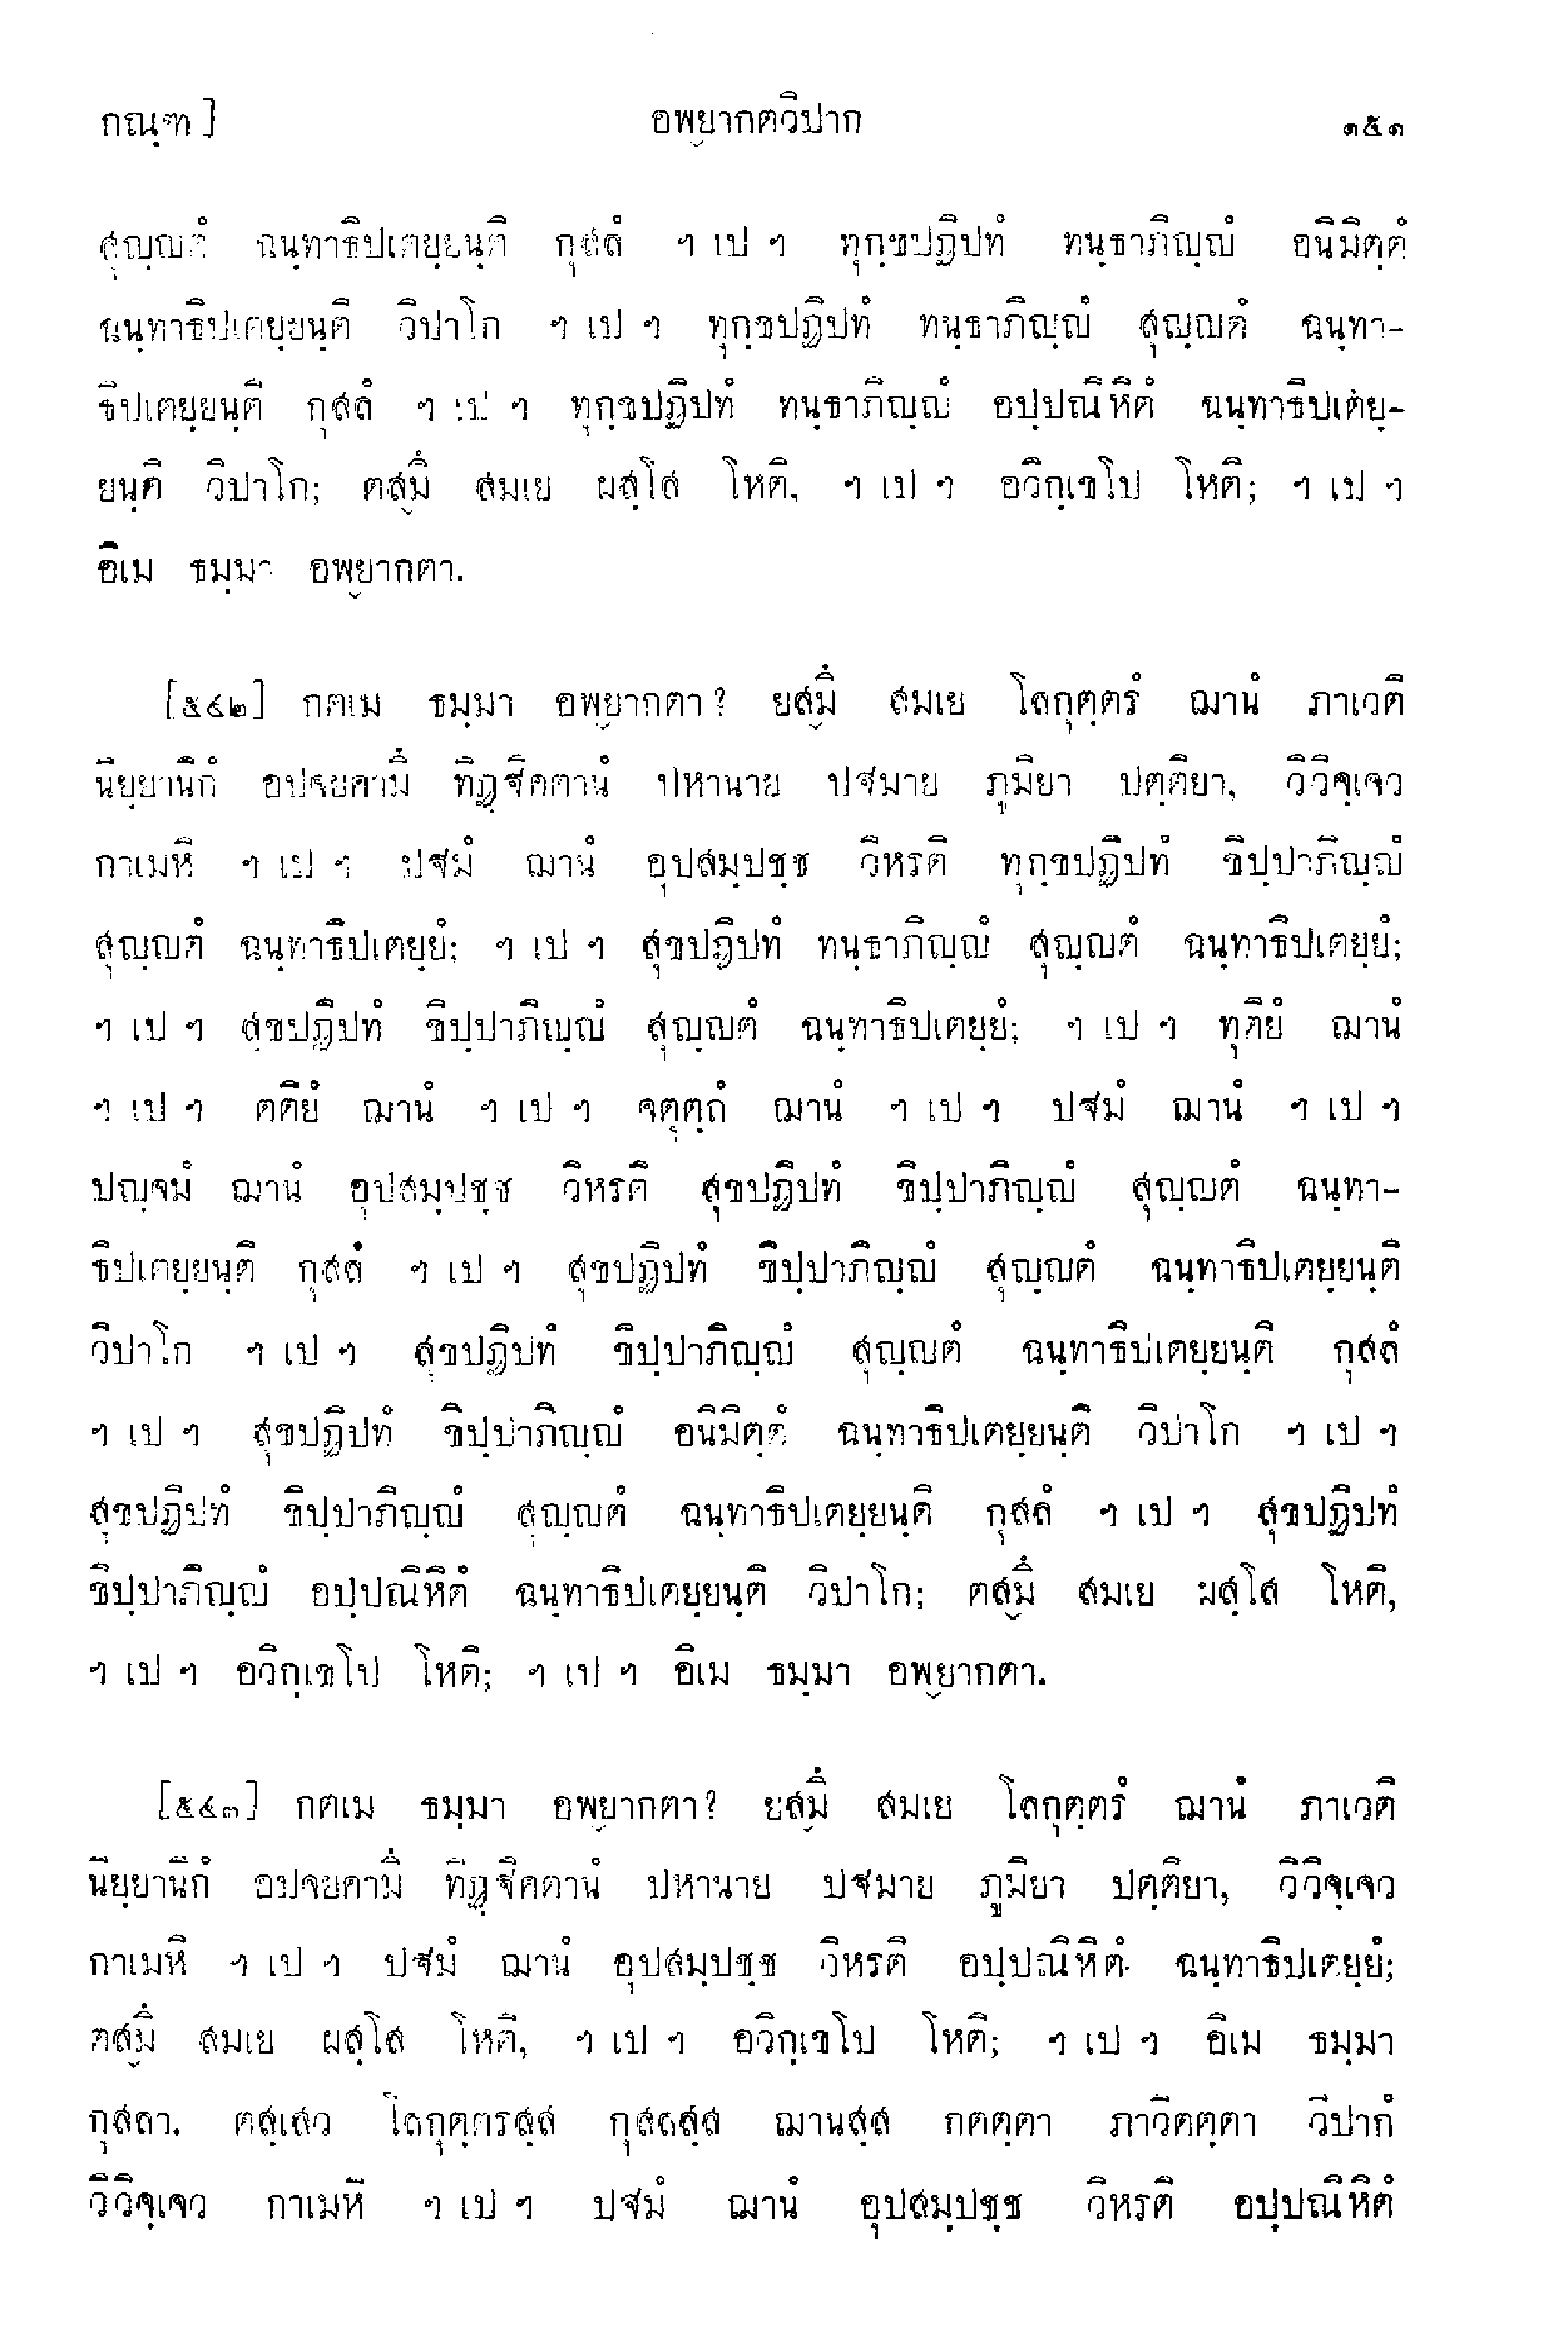 กณฺฑ] อพฺยากตวิปาก ๑๕๑
สุญฺญตํ ฉนฺทาธิปเตยฺยนฺติ กุสลํ ฯ เป ฯ ทุกฺขปฏิปทํ ทนฺธาภิญฺญํ อนิมิตฺตํ
ฉนฺทาธิปเตยฺยนฺติ วิปาโก ฯ เป ฯ ทุกฺขปฏิปทํ ทนฺธาภิญฺญํ สุญฺญตํ ฉนฺทา-
ธิปเตยฺยนฺติ กุสลํ ฯ เป ฯ ทุกฺขปฏิปทํ ทนฺธาภิญฺญํ อปฺปณิหิตํ ฉนฺทาธิปเตยฺ-
ยนฺติ วิปาโก; ตสฺมิํ สมเย ผสฺโส โหติ, ฯ เป ฯ อวิกฺเขโป โหติ; ฯ เป ฯ
อิเม ธมฺมา อพฺยากตา.
[๕๔๒] กตเม ธมฺมา อพฺยากตา? ยสฺมิํ สมเย โลกุตฺตรํ ฌานํ ภาเวติ
นิยฺยานิกํ อปจยคามิํ ทิฏฺฐิคตานํ ปหานาย ปฐมาย ภูมิยา ปตฺติยา, วิวิจฺเจว
กาเมหิ ฯ เป ฯ ปฐมํ ฌานํ อุปสมฺปชฺช วิหรติ ทุกฺขปฏิปทํ ขิปฺปาภิญฺญํ
สุญฺญตํ ฉนฺทาธิปเตยฺยํ; ฯ เป ฯ สุขปฏิปทํ ทนฺธาภิญฺญํ สุญฺญตํ ฉนฺทาธิปเตยฺยํ;
ฯ เป ฯ สุขปฏิปทํ ขิปฺปาภิญฺญํ สุญฺญตํ ฉนฺทาธิปเตยฺยํ; ฯ เป ฯ ทุติยํ ฌานํ
ฯ เป ฯ ตติยํ ฌานํ ฯ เป ฯ จตุตฺถํ ฌานํ ฯ เป ฯ ปฐมํ ฌานํ ฯ เป ฯ
ปญฺจมํ ฌานํ อุปสมฺปชฺช วิหรติ สุขปฏิปทํ ขิปฺปาภิญฺญํ สุญฺญตํ ฉนฺทา-
ธิปเตยฺยนฺติ กุสลํ ฯ เป ฯ สุขปฏิปทํ ขิปฺปาภิญฺญํ สุญฺญตํ ฉนฺทาธิปเตยฺยนฺติ
วิปาโก ฯ เป ฯ สุขปฏิปทํ ขิปฺปาภิญฺญํ สุญฺญตํ ฉนฺทาธิปเตยฺยนฺติ กุสลํ
ฯ เป ฯ สุขปฏิปทํ ขิปฺปาภิญฺญํ อนิมิตฺตํ ฉนฺทาธิปเตยฺยนฺติ วิปาโก ฯ เป ฯ
สุขปฏิปทํ ขิปฺปาภิญฺญํ สุญฺญตํ ฉนฺทาธิปเตยฺยนฺติ กุสลํ ฯ เป ฯ สุขปฏิปทํ
ขิปฺปาภิญฺญํ อปฺปณิหิตํ ฉนฺทาธิปเตยฺยนฺติ วิปาโก; ตสฺมิํ สมเย ผสฺโส โหติ,
ฯ เป ฯ อวิกฺเขโป โหติ; ฯ เป ฯ อิเม ธมฺมา อพฺยากตา.
[๕๔๓] กตเม ธมฺมา อพฺยากตา? ยสฺมิํ สมเย โลกุตฺตรํ ฌานํ ภาเวติ
นิยฺยานิกํ อปจยคามิํ ทิฏฺฐิคตานํ ปหานาย ปฐมาย ภูมิยา ปตฺติยา, วิวิจฺเจว
กาเมหิ ฯ เป ฯ ปฐมํ ฌานํ อุปสมฺปชฺช วิหรติ อปฺปณิหิตํ ฉนฺทาธิปเตยฺยํ;
ตสฺมิํ สมเย ผสฺโส โหติ, ฯ เป ฯ อวิกฺเขโป โหติ; ฯ เป ฯ อิเม ธมฺมา
กุสลา. ตสฺเสว โลกุตฺตรสฺส กุสลสฺส ฌานสฺส กตตฺตา ภาวิตตฺตา วิปากํ
วิวิจฺเจว กาเมหิ ฯ เป ฯ ปฐมํ ฌานํ อุปสมฺปชฺช วิหรติ อปฺปณิหิตํ